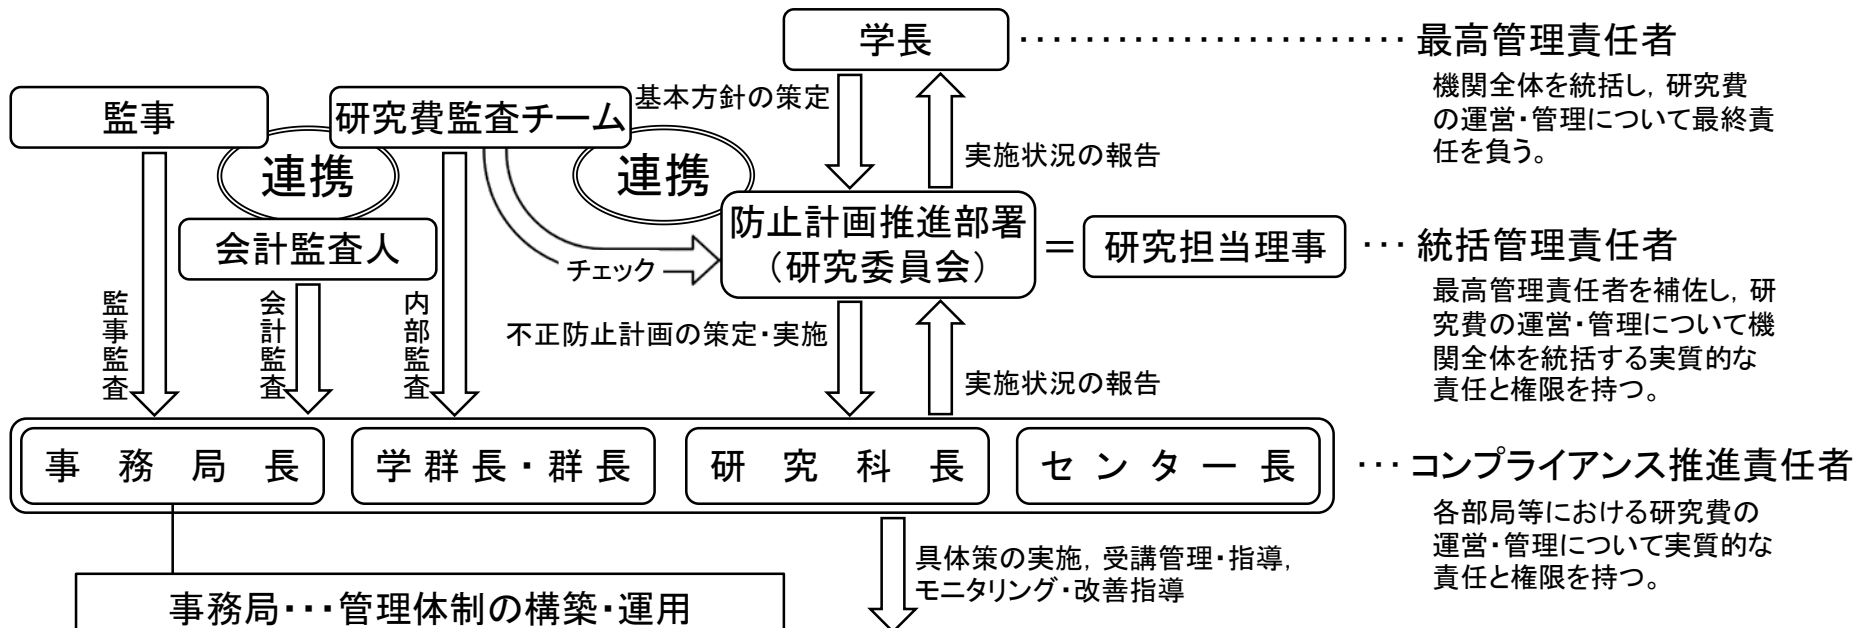 学長
‥‥‥‥‥‥‥‥‥‥‥‥ 最高管理責任者
機関全体を統括し，研究費
の運営・管理について最終責
任を負う。
監事
研究費監査チーム
基本方針の策定
実施状況の報告
連携
連携
会計監査人
チェック
防止計画推進部署
（研究委員会）
＝
研究担当理事
… 統括管理責任者
最高管理責任者を補佐し，研
究費の運営・管理について機
関全体を統括する実質的な
責任と権限を持つ。
監事監査
会計監査
内部監査
不正防止計画の策定・実施
実施状況の報告
事務局長
学群長・群長
研究科長
センター長
… コンプライアンス推進責任者
各部局等における研究費の
運営・管理について実質的な
責任と権限を持つ。
具体策の実施，受講管理・指導，
モニタリング・改善指導
事務局・・・管理体制の構築・運用